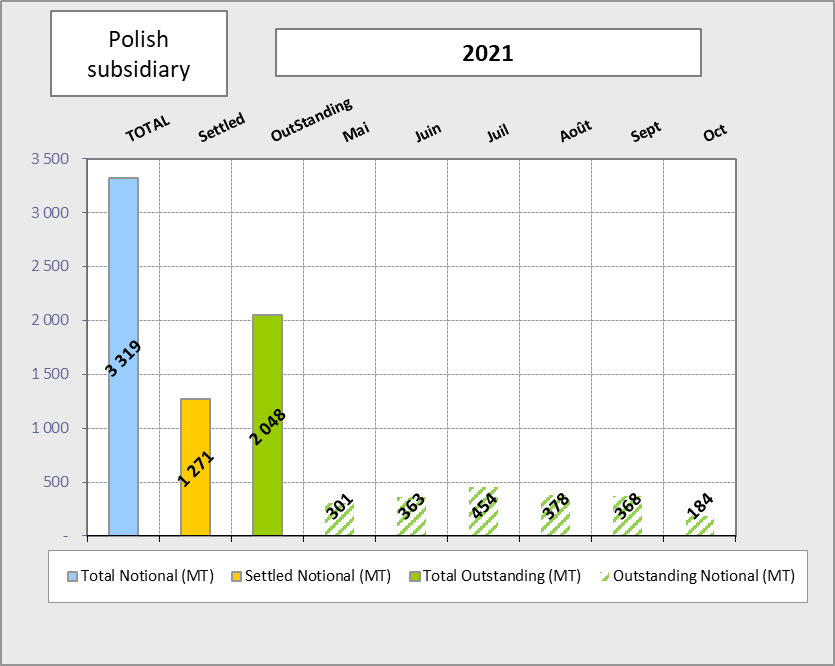 Polish
subsidiary
2021
TOTAL Settled OutStanding Mai Juin Juil Août Sept Oct
3 500
3 000
2 500
2 000
1 500
1 000
500
-
3 319 1 271 2 048 301 363 454 378 368 184
Total Notional (MT) Settled Notional (MT) Total Outstanding (MT) Outstanding Notional (MT)